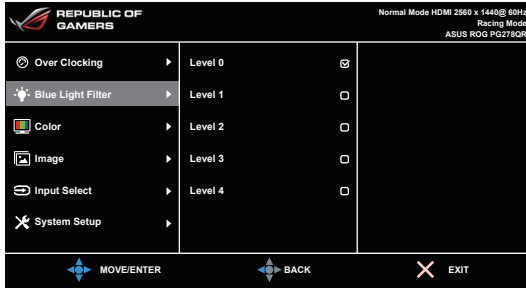 REPUBLIC OF
GAMERS
Normal Mode HDMI 2560 x 1440@ 60Hz
Racing Mode
ASUS ROG PG278QR
Over Clocking
Blue Light Filter
Color
Image
Input Select
System Setup
Level 0
Level 1
Level 2
Level 3
Level 4
MOVE/ENTER
BACK
EXIT